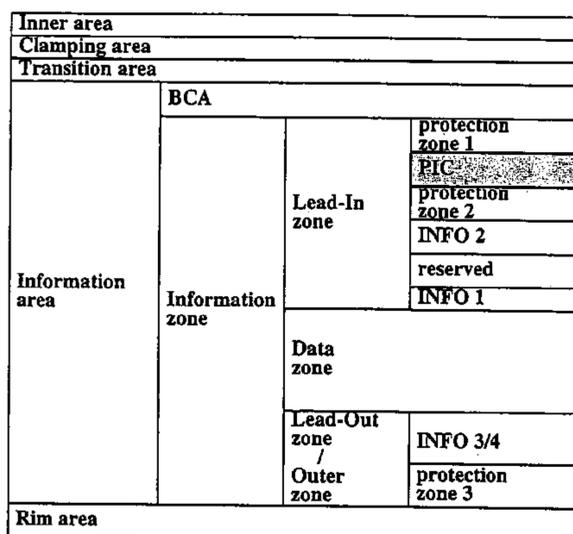 Inner area
Clamping area
Transition area
BCA
protection
zone 1
PIC
Lead-In
zone
protection
zone 2
INFO 2
reserved
INFO 1
Information
area
Information
zone
Data
zone
Lead-Out
zone
/
Outer
zone
INFO 3/4
protection
zone 3
Rim area